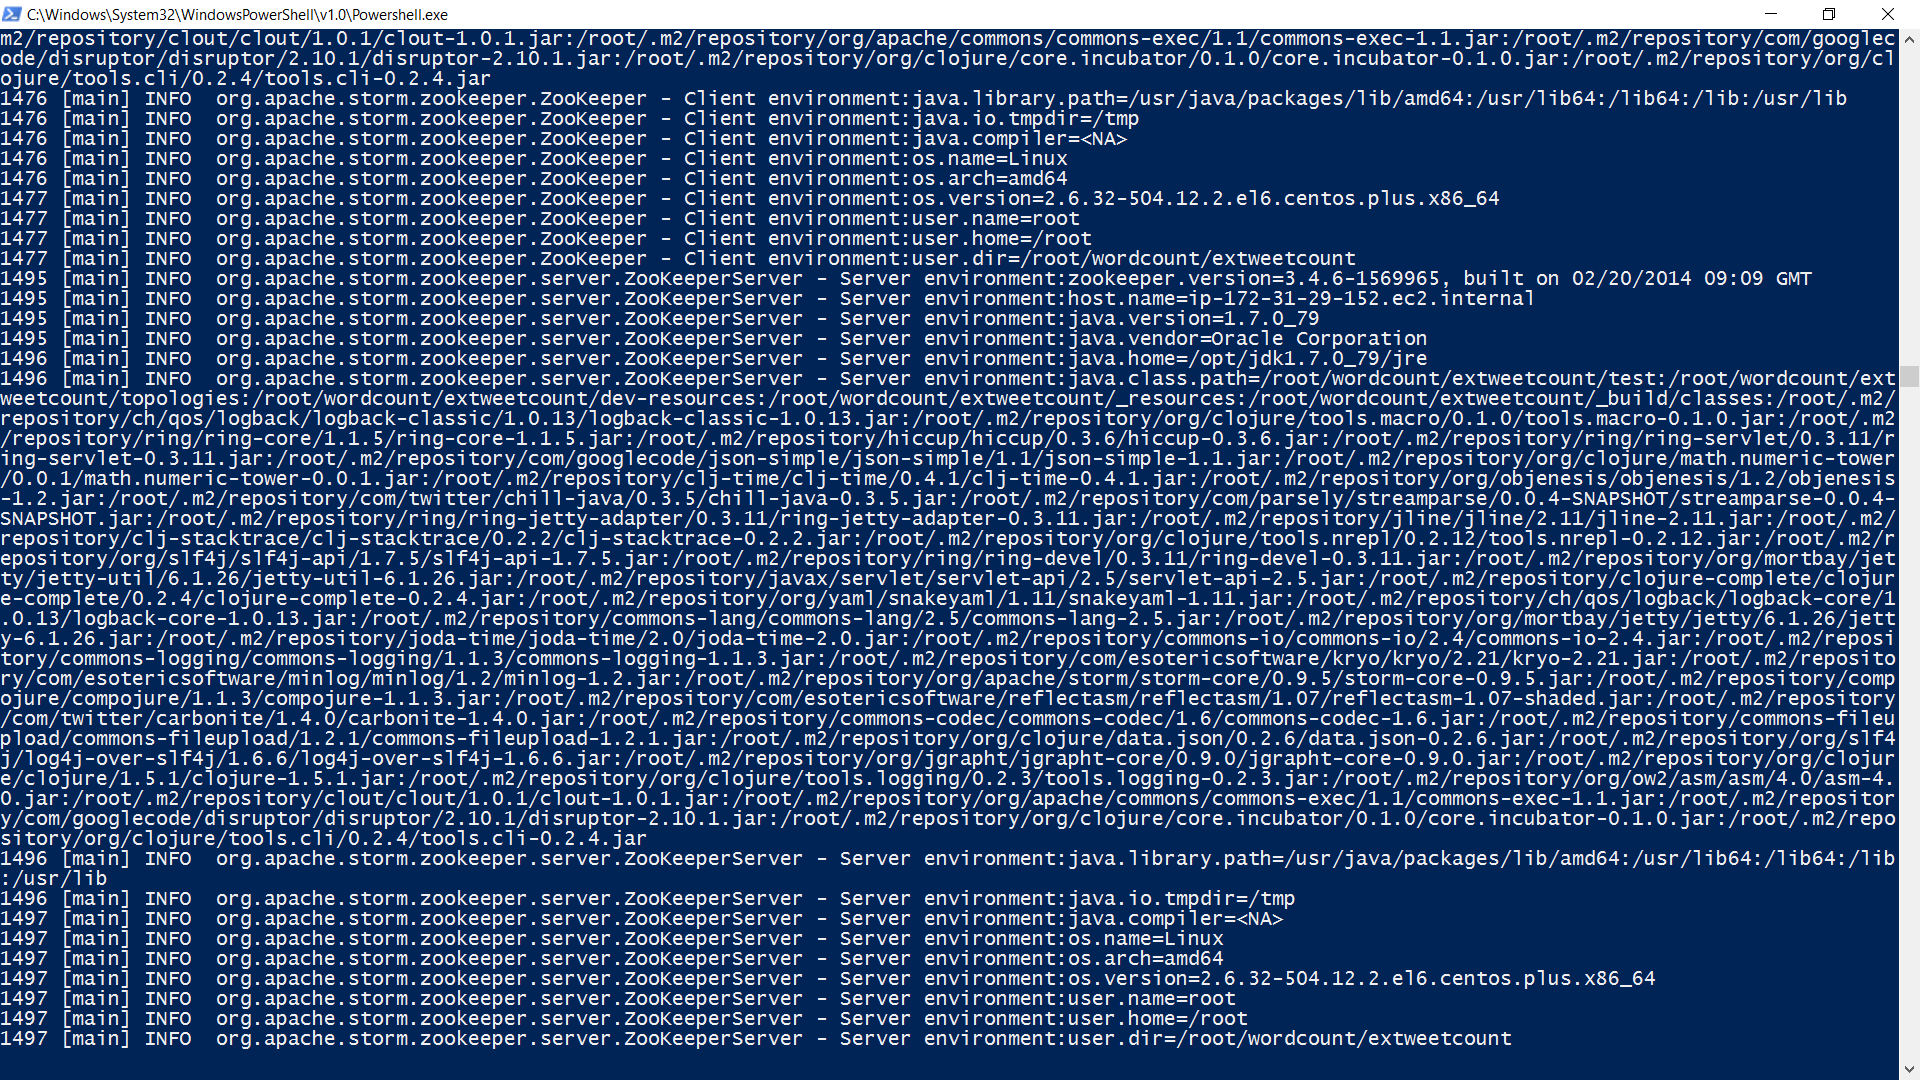 C:\Windows\System32\WindowsPowerShell\v1.0\Powershell.exe
m2/repository/clout/clout/1.0.1/clout-1.0.1.jar:/root/.m2/repository/org/apache/commons/commons-exec/1.1/commons-exec-1.1.jar:/root/.m2/repository/com/googlec
ode/disruptor/disruptor/2.10.1/disruptor-2.10.1.jar:/root/.m2/repository/org/clojure/core.incubator/0.1.0/core.incubator-0.1.0.jar:/root/.m2/repository/org/cl
ojure/tools.cli/0.2.4/tools.cli-0.2.4.jar
1476 [main] INFO  org.apache.storm.zookeeper.ZooKeeper - Client environment:java.library.path=/usr/java/packages/lib/amd64:/usr/lib64:/lib64:/lib:/usr/lib
1476 [main] INFO  org.apache.storm.zookeeper.ZooKeeper - Client environment:java.io.tmpdir=/tmp
1476 [main] INFO  org.apache.storm.zookeeper.ZooKeeper - Client environment:java.compiler=<NA>
1476 [main] INFO  org.apache.storm.zookeeper.ZooKeeper - Client environment:os.name=Linux
1476 [main] INFO  org.apache.storm.zookeeper.ZooKeeper - Client environment:os.arch=amd64
1477 [main] INFO  org.apache.storm.zookeeper.ZooKeeper - Client environment:os.version=2.6.32-504.12.2.el6.centos.plus.x86_64
1477 [main] INFO  org.apache.storm.zookeeper.ZooKeeper - Client environment:user.name=root
1477 [main] INFO  org.apache.storm.zookeeper.ZooKeeper - Client environment:user.home=/root
1477 [main] INFO  org.apache.storm.zookeeper.ZooKeeper - Client environment:user.dir=/root/wordcount/extweetcount
1495 [main] INFO  org.apache.storm.zookeeper.server.ZooKeeperServer - Server environment:zookeeper.version=3.4.6-1569965, built on 02/20/2014 09:09 GMT
1495 [main] INFO  org.apache.storm.zookeeper.server.ZooKeeperServer - Server environment:host.name=ip-172-31-29-152.ec2.internal
1495 [main] INFO  org.apache.storm.zookeeper.server.ZooKeeperServer - Server environment:java.version=1.7.0_79
1495 [main] INFO  org.apache.storm.zookeeper.server.ZooKeeperServer - Server environment:java.vendor=Oracle Corporation
1496 [main] INFO  org.apache.storm.zookeeper.server.ZooKeeperServer - Server environment:java.home=/opt/jdk1.7.0_79/jre
1496 [main] INFO  org.apache.storm.zookeeper.server.ZooKeeperServer - Server environment:java.class.path=/root/wordcount/extweetcount/test:/root/wordcount/ext
weetcount/topologies:/root/wordcount/extweetcount/dev-resources:/root/wordcount/extweetcount/_resources:/root/wordcount/extweetcount/_build/classes:/root/.m2/
repository/ch/qos/logback/logback-classic/1.0.13/logback-classic-1.0.13.jar:/root/.m2/repository/org/clojure/tools.macro/0.1.0/tools.macro-0.1.0.jar:/root/.m2
/repository/ring/ring-core/1.1.5/ring-core-1.1.5.jar:/root/.m2/repository/hiccup/hiccup/0.3.6/hiccup-0.3.6.jar:/root/.m2/repository/ring/ring-servlet/0.3.11/r
ing-servlet-0.3.11.jar:/root/.m2/repository/com/googlecode/json-simple/json-simple/1.1/json-simple-1.1.jar:/root/.m2/repository/org/clojure/math.numeric-tower
/0.0.1/math.numeric-tower-0.0.1.jar:/root/.m2/repository/clj-time/clj-time/0.4.1/clj-time-0.4.1.jar:/root/.m2/repository/org/objenesis/objenesis/1.2/objenesis
-1.2.jar:/root/.m2/repository/com/twitter/chill-java/0.3.5/chill-java-0.3.5.jar:/root/.m2/repository/com/parsely/streamparse/0.0.4-SNAPSHOT/streamparse-0.0.4-
SNAPSHOT.jar:/root/.m2/repository/ring/ring-jetty-adapter/0.3.11/ring-jetty-adapter-0.3.11.jar:/root/.m2/repository/jline/jline/2.11/jline-2.11.jar:/root/.m2/
repository/clj-stacktrace/clj-stacktrace/0.2.2/clj-stacktrace-0.2.2.jar:/root/.m2/repository/org/clojure/tools.nrepl/0.2.12/tools.nrepl-0.2.12.jar:/root/.m2/r
epository/org/slf4j/slf4j-api/1.7.5/slf4j-api-1.7.5.jar:/root/.m2/repository/ring/ring-devel/0.3.11/ring-devel-0.3.11.jar:/root/.m2/repository/org/mortbay/jet
ty/jetty-util/6.1.26/jetty-util-6.1.26.jar:/root/.m2/repository/javax/servlet/servlet-api/2.5/servlet-api-2.5.jar:/root/.m2/repository/clojure-complete/clojur
e-complete/0.2.4/clojure-complete-0.2.4.jar:/root/.m2/repository/org/yaml/snakeyaml/1.11/snakeyaml-1.11.jar:/root/.m2/repository/ch/qos/logback/logback-core/1
.0.13/logback-core-1.0.13.jar:/root/.m2/repository/commons-lang/commons-lang/2.5/commons-lang-2.5.jar:/root/.m2/repository/org/mortbay/jetty/jetty/6.1.26/jett
y-6.1.26.jar:/root/.m2/repository/joda-time/joda-time/2.0/joda-time-2.0.jar:/root/.m2/repository/commons-io/commons-io/2.4/commons-io-2.4.jar:/root/.m2/reposi
tory/commons-logging/commons-logging/1.1.3/commons-logging-1.1.3.jar:/root/.m2/repository/com/esotericsoftware/kryo/kryo/2.21/kryo-2.21.jar:/root/.m2/reposito
ry/com/esotericsoftware/minlog/minlog/1.2/minlog-1.2.jar:/root/.m2/repository/org/apache/storm/storm-core/0.9.5/storm-core-0.9.5.jar:/root/.m2/repository/comp
ojure/compojure/1.1.3/compojure-1.1.3.jar:/root/.m2/repository/com/esotericsoftware/reflectasm/reflectasm/1.07/reflectasm-1.07-shaded.jar:/root/.m2/repository
/com/twitter/carbonite/1.4.0/carbonite-1.4.0.jar:/root/.m2/repository/commons-codec/commons-codec/1.6/commons-codec-1.6.jar:/root/.m2/repository/commons-fileu
pload/commons-fileupload/1.2.1/commons-fileupload-1.2.1.jar:/root/.m2/repository/org/clojure/data.json/0.2.6/data.json-0.2.6.jar:/root/.m2/repository/org/slf4
j/log4j-over-slf4j/1.6.6/log4j-over-slf4j-1.6.6.jar:/root/.m2/repository/org/jgrapht/jgrapht-core/0.9.0/jgrapht-core-0.9.0.jar:/root/.m2/repository/org/clojur
e/clojure/1.5.1/clojure-1.5.1.jar:/root/.m2/repository/org/clojure/tools.logging/0.2.3/tools.logging-0.2.3.jar:/root/.m2/repository/org/ow2/asm/asm/4.0/asm-4.
0.jar:/root/.m2/repository/clout/clout/1.0.1/clout-1.0.1.jar:/root/.m2/repository/org/apache/commons/commons-exec/1.1/commons-exec-1.1.jar:/root/.m2/repositor
y/com/googlecode/disruptor/disruptor/2.10.1/disruptor-2.10.1.jar:/root/.m2/repository/org/clojure/core.incubator/0.1.0/core.incubator-0.1.0.jar:/root/.m2/repo
sitory/org/clojure/tools.cli/0.2.4/tools.cli-0.2.4.jar
1496 [main] INFO  org.apache.storm.zookeeper.server.ZooKeeperServer - Server environment:java.library.path=/usr/java/packages/lib/amd64:/usr/lib64:/lib64:/lib
:/usr/lib
1496 [main] INFO  org.apache.storm.zookeeper.server.ZooKeeperServer - Server environment:java.io.tmpdir=/tmp
1497 [main] INFO  org.apache.storm.zookeeper.server.ZooKeeperServer - Server environment:java.compiler=<NA>
1497 [main] INFO  org.apache.storm.zookeeper.server.ZooKeeperServer - Server environment:os.name=Linux
1497 [main] INFO  org.apache.storm.zookeeper.server.ZooKeeperServer - Server environment:os.arch=amd64
1497 [main] INFO  org.apache.storm.zookeeper.server.ZooKeeperServer - Server environment:os.version=2.6.32-504.12.2.el6.centos.plus.x86_64
1497 [main] INFO  org.apache.storm.zookeeper.server.ZooKeeperServer - Server environment:user.name=root
1497 [main] INFO  org.apache.storm.zookeeper.server.ZooKeeperServer - Server environment:user.home=/root
1497 [main] INFO  org.apache.storm.zookeeper.server.ZooKeeperServer - Server environment:user.dir=/root/wordcount/extweetcount